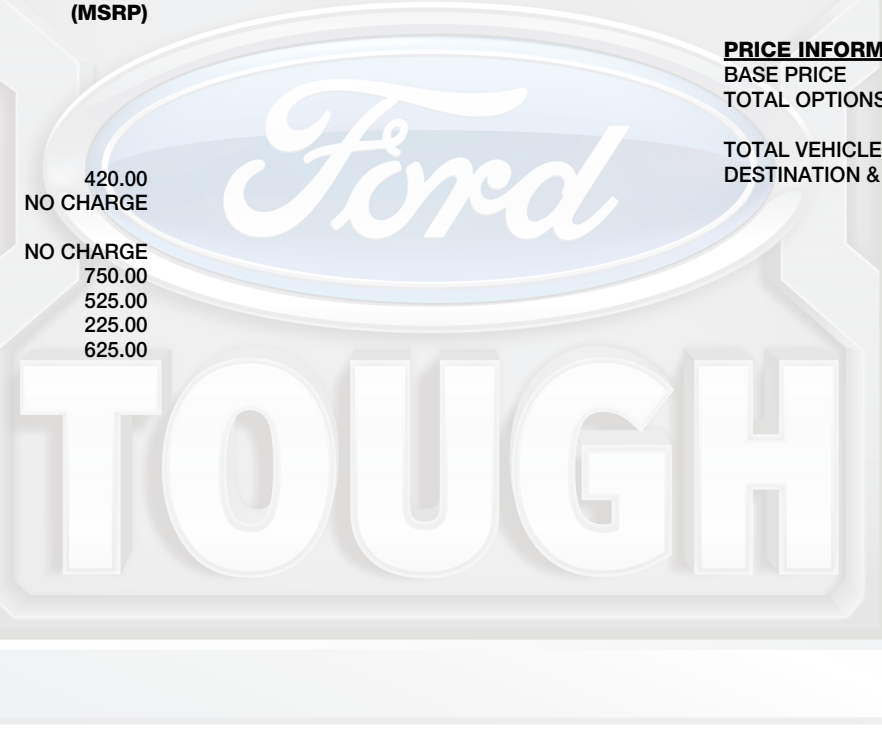 (MSRP)
420.00
NO CHARGE
NO CHARGE
750.00
525.00
225.00
625.00
PRICE INFORM
BASE PRICE
TOTAL OPTIONS
TOTAL VEHICLE
DESTINATION &
Ford
TOUGH